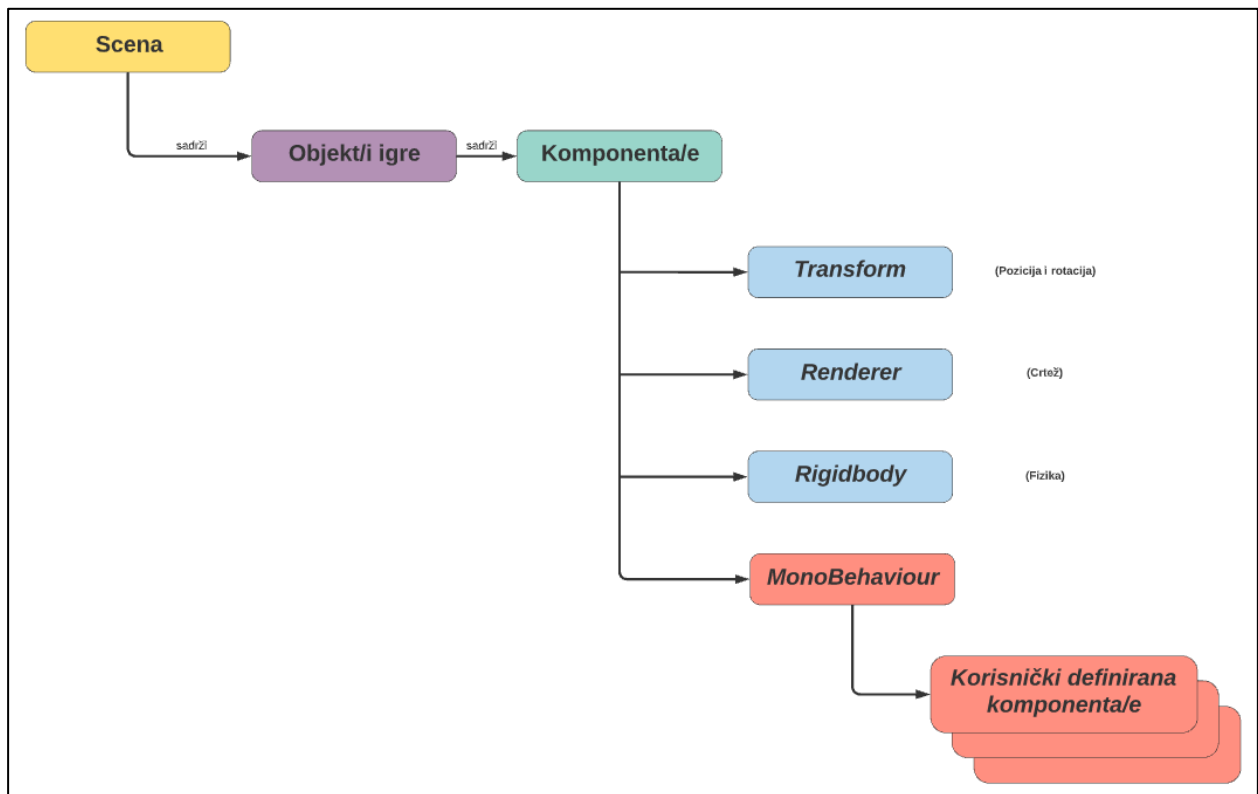 Scena
sadrži
Objekt/i igre
sadrži
Komponenta/e
Transform
(Pozicija i rotacija)
Renderer
(Crtež)
Rigidbody
(Fizika)
MonoBehaviour
Korisnički definirana
komponenta/e